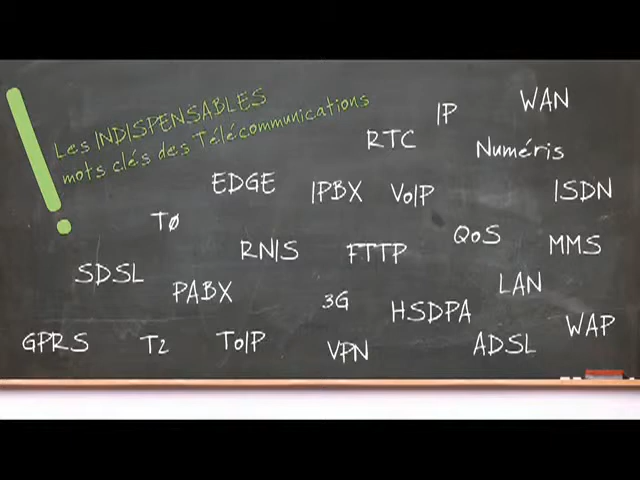 Les INDISPENSABLES
mots clés des Télécommunications
IP
WAN
RTC
Numéris
EDGE
IPBX
VoIP
ISDN
TØ
RNIS
FTTP
QoS
MMS
SDSL
PABX
3G
HSDPA
LAN
WAP
GPRS
T2
ToIP
VPN
ADSL